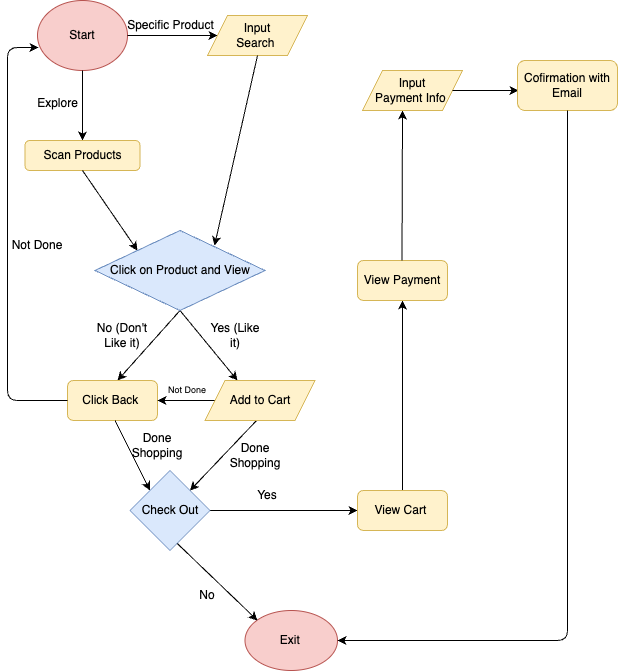 Start
Specific Product
Input
Search
Explore
Scan Products
Input
Payment Info
Cofirmation with
Email
Not Done
Click on Product and View
View Payment
No (Don't
Like it)
Yes (Like
it)
Click Back
Not Done
Add to Cart
Done
Shopping
Done
Shopping
Check Out
Yes
View Cart
No
Exit